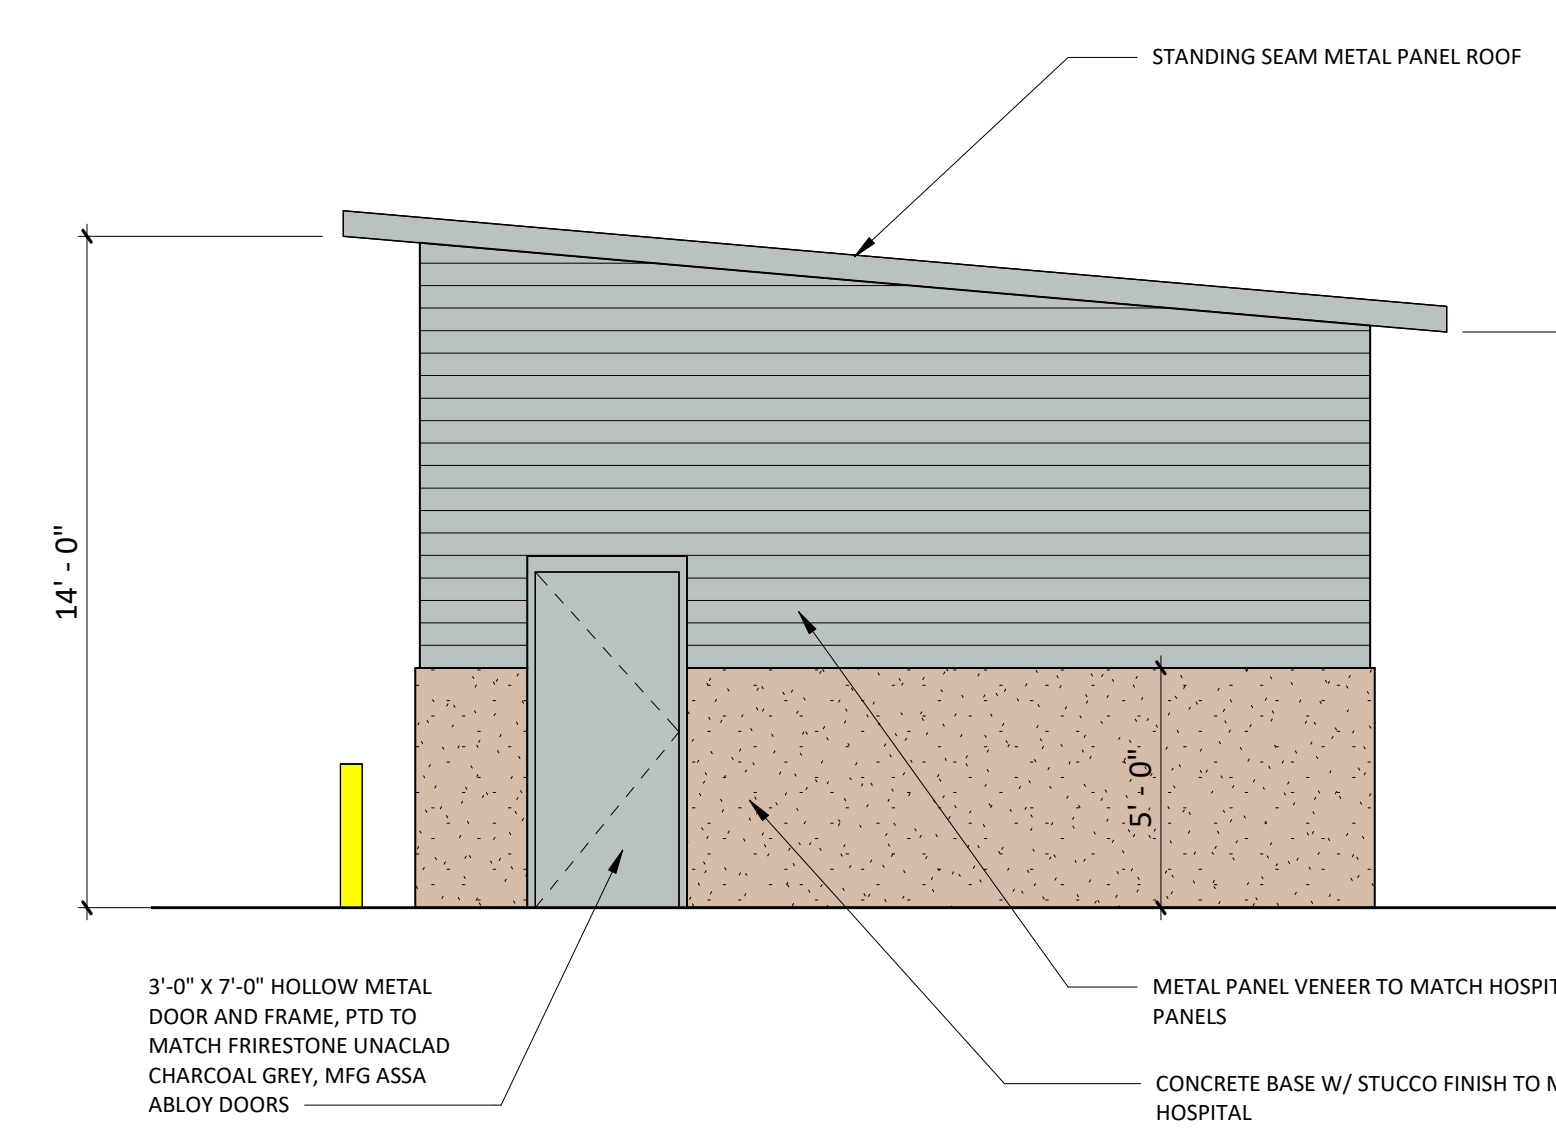 STANDING SEAM METAL PANEL ROOF
14' - 0"
5' - 0"
3'-0" X 7'-0" HOLLOW METAL
DOOR AND FRAME, PTD TO
MATCH FRIRESTONE UNACLAD
CHARCOAL GREY, MFG ASSA
ABLOY DOORS
METAL PANEL VENEER TO MATCH
PANELS
CONCRETE BASE W/ STUCCO FINISH TO
HOSPITAL